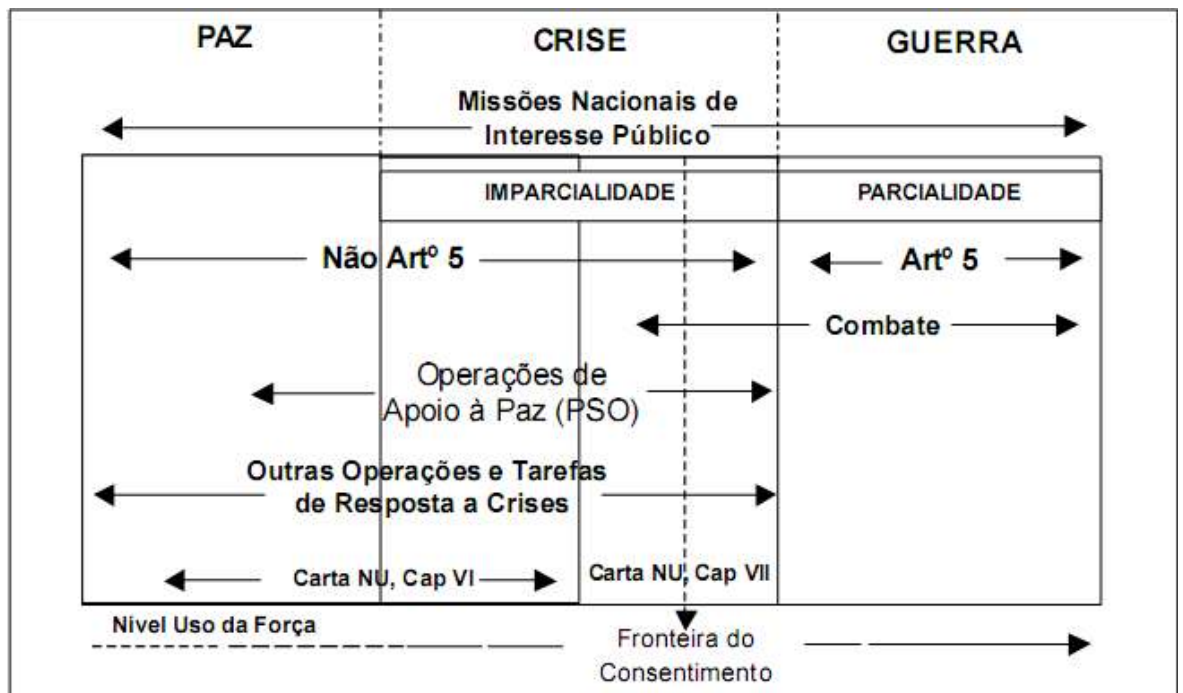 PAZ CRISE GUERRA
Missões Nacionais de
Interesse Público
IMPARCIALIDADE PARCIALIDADE
Não Artº 5 Artº 5
Combate
Operações de
Apoio à Paz (PSO)
Outras Operações e Tarefas
de Resposta a Crises
Carta NU, Cap VI Carta NU, Cap VII
Nivel Uso da Força
Fronteira do
Consentimento